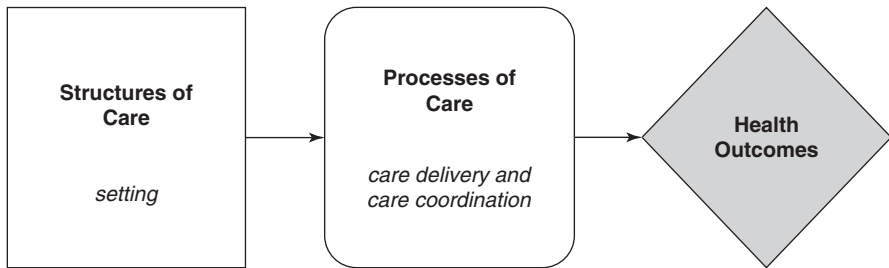 Structures of
Care
setting
Processes of
Care
care delivery and
care coordination
Health
Outcomes